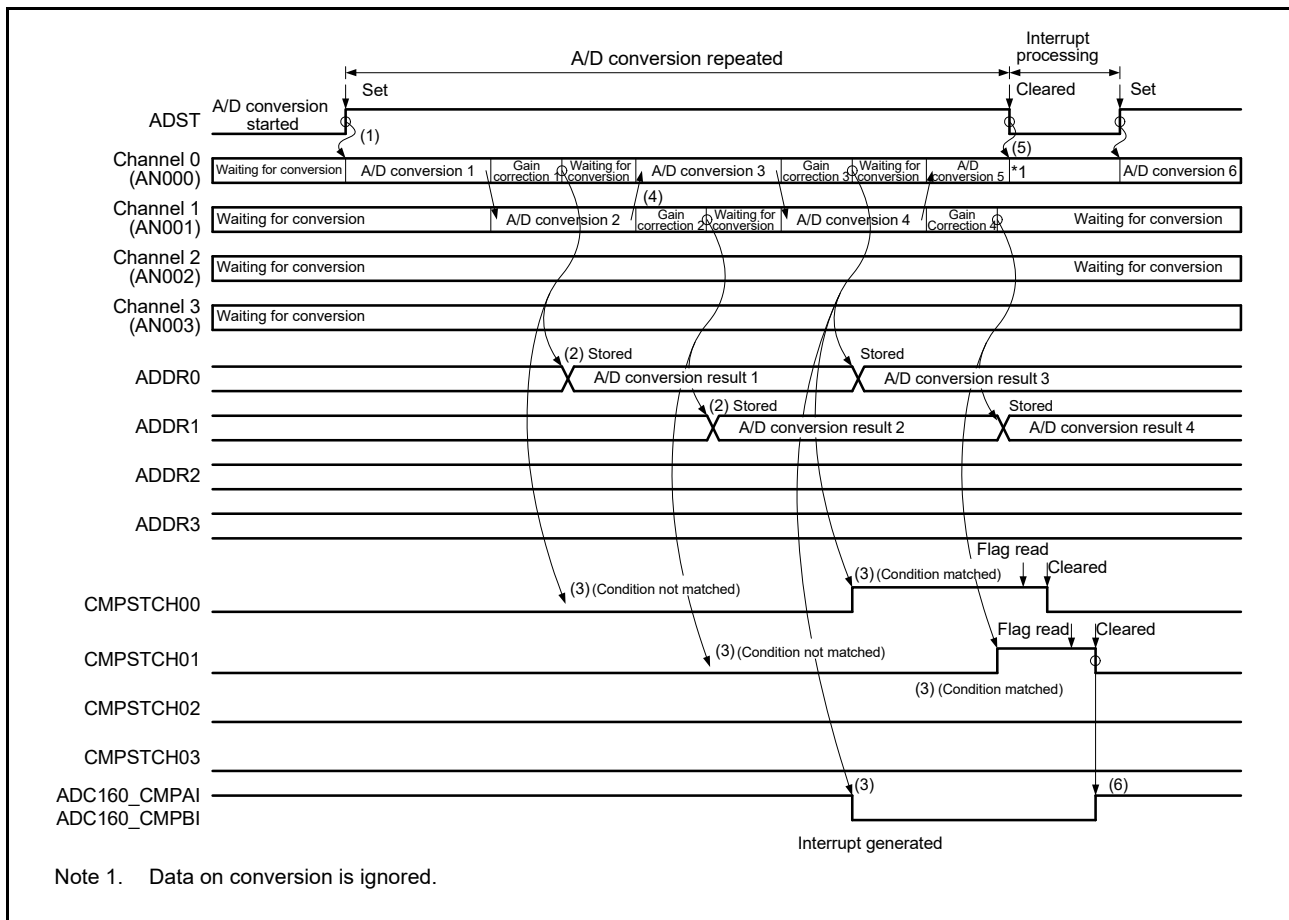 A/D conversion repeated
Interrupt
processing
Set
Cleared
Set
A/D conversion
started
ADST
(1)
(5)
Channel 0
(AN000)
Waiting for conversion
A/D conversion 1
Gain
correction 1
Waiting for
conversion
A/D conversion 3
Gain
correction 3
Waiting for
conversion
A/D
conversion 5
*1
A/D conversion 6
(4)
Channel 1
(AN001)
Waiting for conversion
A/D conversion 2
Gain
correction 2
Waiting for
conversion
A/D conversion 4
Gain
Correction 4
Waiting for conversion
Channel 2
(AN002)
Waiting for conversion
Waiting for conversion
Channel 3
(AN003)
Waiting for conversion
(2) Stored
Stored
ADDR0
A/D conversion result 1
A/D conversion result 3
(2) Stored
Stored
ADDR1
A/D conversion result 2
A/D conversion result 4
ADDR2
ADDR3
Flag read
Cleared
(3) (Condition matched)
(3) (Condition not matched)
CMPSTCH00
Flag read
Cleared
(3) (Condition not matched)
CMPSTCH01
(3) (Condition matched)
CMPSTCH02
CMPSTCH03
ADC160_CMPAI
ADC160_CMPBI
(3)
(6)
Interrupt generated
Note 1. Data on conversion is ignored.